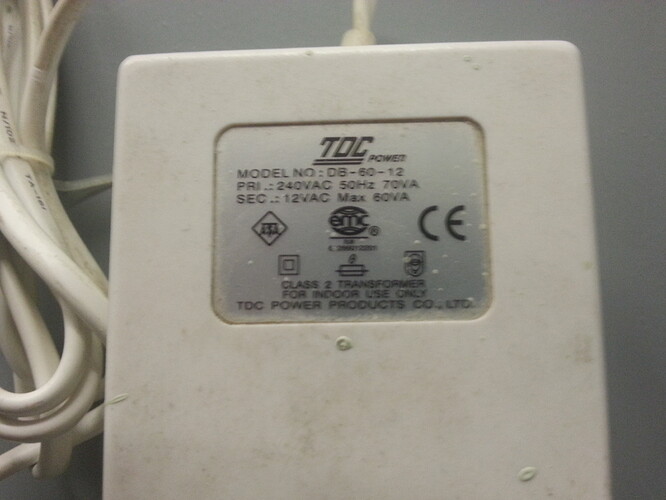 TDC POWER
MODEL NO.: DB-60-12
PRI.: 240VAC 50Hz 70VA
SEC.: 12VAC Max 60VA
emc ®
CE
CLASS 2 TRANSFORMER
FOR INDOOR USE ONLY
TDC POWER PRODUCTS CO., LTD.